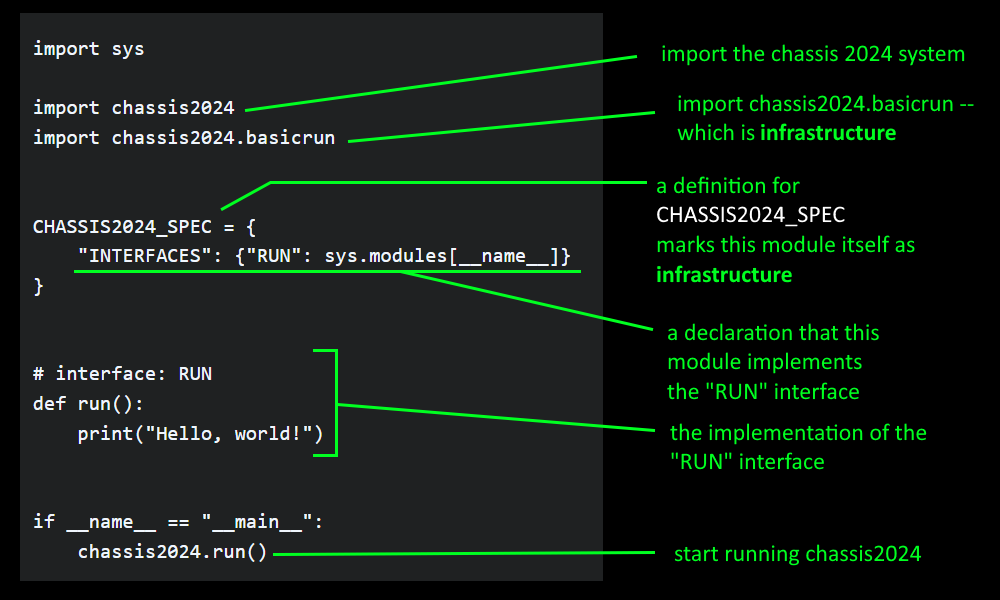 import sys
import chassis2024
import chassis2024.basicrun
CHASSIS2024_SPEC = {
    "INTERFACES": {"RUN": sys.modules[__name__]}
}
# interface: RUN
def run():
    print("Hello, world!")
if __name__ == "__main__":
    chassis2024.run()
import the chassis 2024 system
import chassis2024.basicrun --
which is infrastructure
a definition for
CHASSIS2024_SPEC
marks this module itself as
infrastructure
a declaration that this
module implements
the "RUN" interface
the implementation of the
"RUN" interface
start running chassis2024